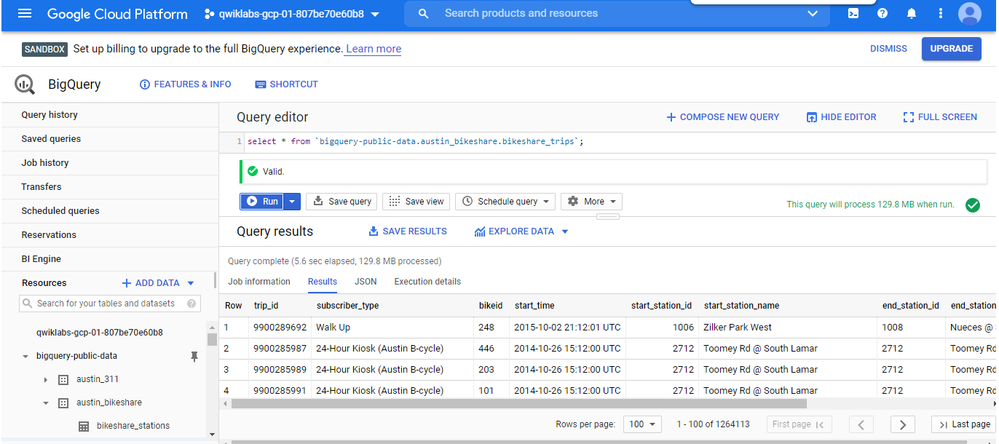 Google Cloud Platform qwiklabs-gcp-01-807be70e60b8 Search products and resources
SANDBOX Set up billing to upgrade to the full BigQuery experience. Learn more DISMISS UPGRADE
BigQuery FEATURES & INFO SHORTCUT
Query history
Saved queries
Job history
Transfers
Scheduled queries
Reservations
BI Engine
Resources ADD DATA
Search for your tables and datasets
qwiklabs-gcp-01-807be70e60b8
bigquery-public-data
austin_311
austin_bikeshare
bikeshare_stations
Query editor COMPOSE NEW QUERY HIDE EDITOR FULL SCREEN
1 select * from `bigquery-public-data.austin_bikeshare.bikeshare_trips`;
Valid.
Run Save query Save view Schedule query More This query will process 129.8 MB when run.
Query results SAVE RESULTS EXPLORE DATA
Query complete (5.6 sec elapsed, 129.8 MB processed)
Job information Results JSON Execution details
Row trip_id subscriber_type bikeid start_time start_station_id start_station_name end_station_id end_station
1 9900289692 Walk Up 248 2015-10-02 21:12:01 UTC 1006 Zilker Park West 1008 Nueces @
2 9900285987 24-Hour Kiosk (Austin B-cycle) 446 2014-10-26 15:12:00 UTC 2712 Toomey Rd @ South Lamar 2712 Toomey Rd
3 9900285989 24-Hour Kiosk (Austin B-cycle) 203 2014-10-26 15:12:00 UTC 2712 Toomey Rd @ South Lamar 2712 Toomey Rd
4 9900285991 24-Hour Kiosk (Austin B-cycle) 101 2014-10-26 15:12:00 UTC 2712 Toomey Rd @ South Lamar 2712 Toomey Rd
Rows per page: 100 1 - 100 of 1264113 First page Last page